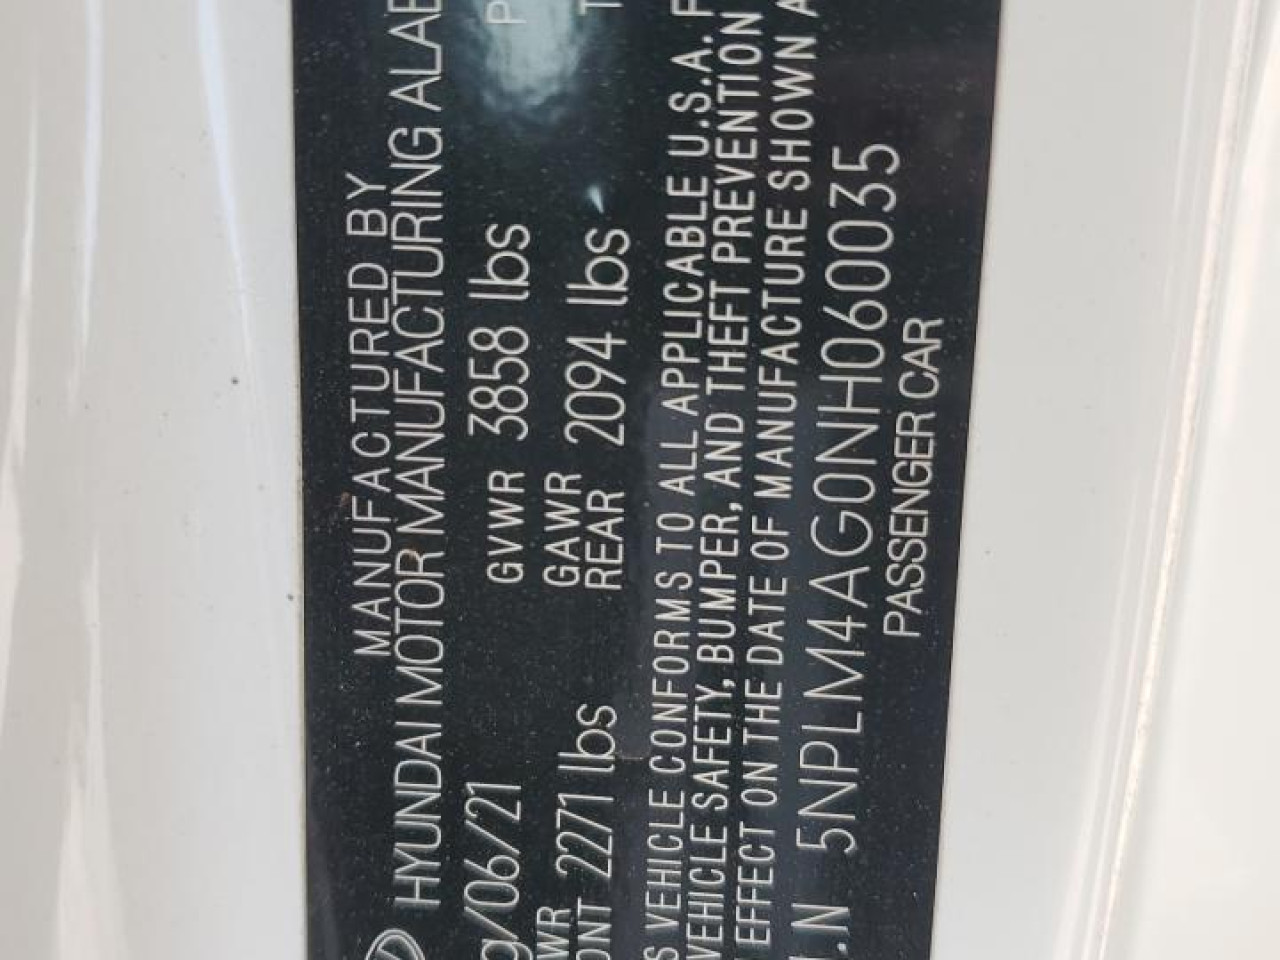 MANUFACTURED BY
HYUNDAI MOTOR MANUFACTURING ALAB
g/06/21 GVWR 3858 lbs P
WR GAWR T
ONT 2271 lbs REAR 2094 lbs
S VEHICLE CONFORMS TO ALL APPLICABLE U.S.A. F
VEHICLE SAFETY, BUMPER, AND THEFT PREVENTION
EFFECT ON THE DATE OF MANUFACTURE SHOWN A
I.N 5NPLM4AG0NH060035
PASSENGER CAR